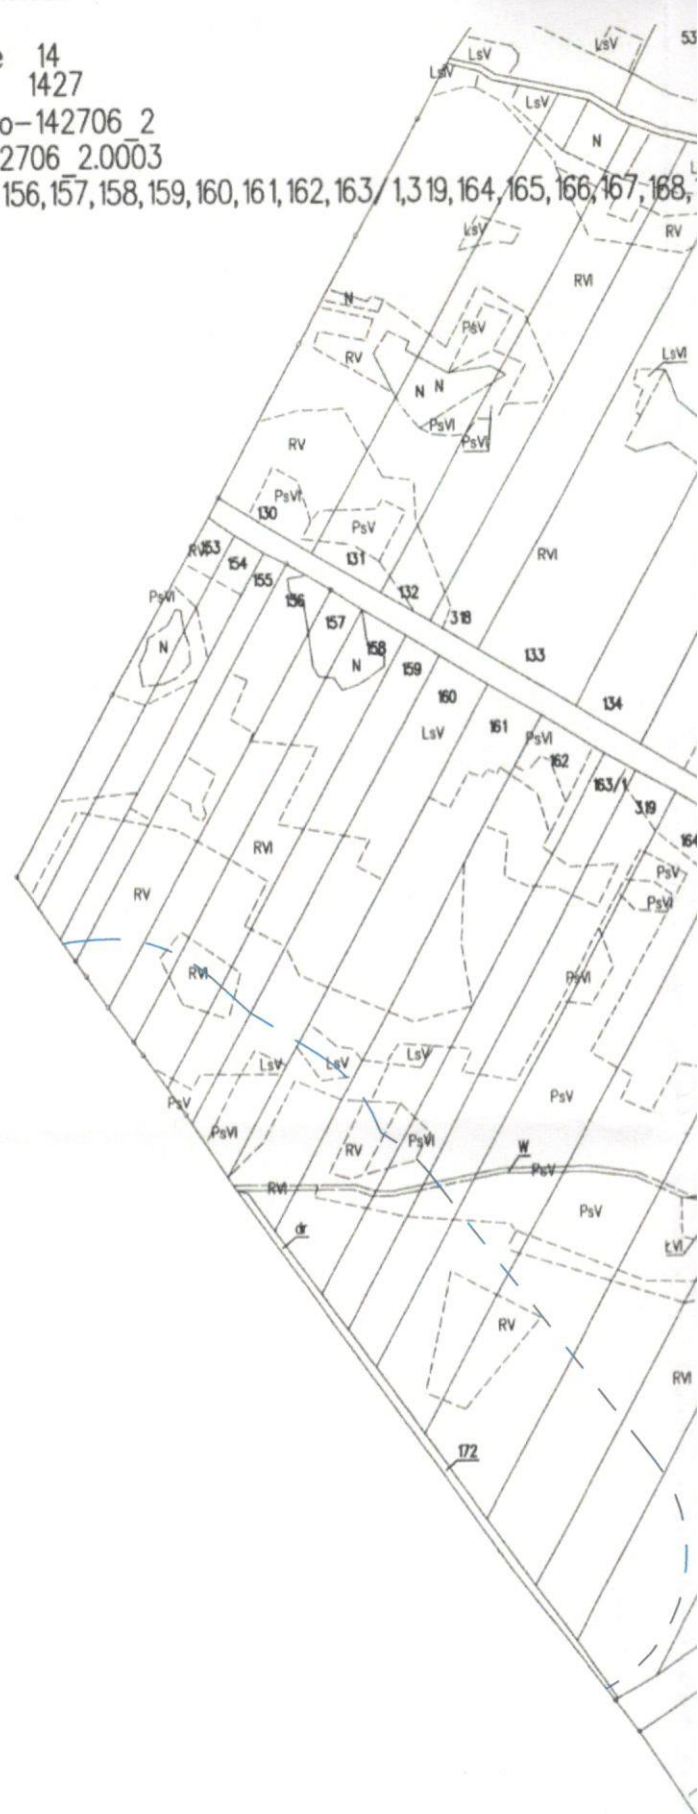 e 14
1427
o-142706_2
2706_2.0003
156,157,158,159,160,161,162,163/1,319,164,165,166,167,168,
53
LsV
LsV
LsV
LsV
N
LsV
RV
RVI
N
PsV
RV
LsVI
N N
PsVI
PsVI
RV
PsVI
130
PsV
RV
153
131
RVI
154
155
PsVI
156
132
157
318
N
158
N
159
133
160
134
LsV
161
PsVI
162
163/1
319
164
RVI
PsV
RV
PsVI
RVI
PsVI
LsV
LsV
LsV
PsV
PsV
PsVI
RV
PsVI
W
PsV
RVI
PsV
dr
ŁVI
RV
RVI
172